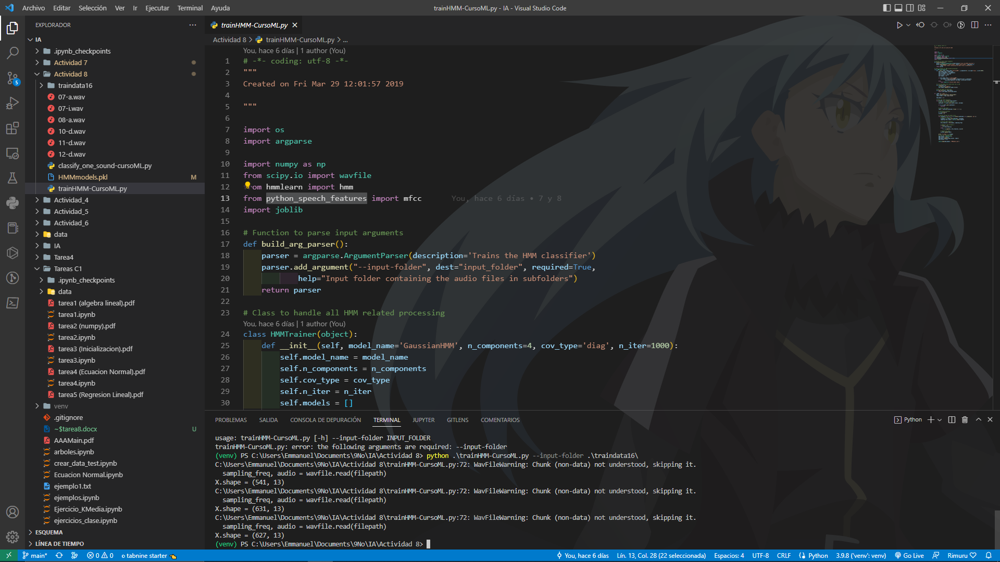 Archivo Editar Selección Ver Ir Ejecutar Terminal Ayuda
trainHMM-CursoML.py - IA - Visual Studio Code
EXPLORADOR
IA
.ipynb_checkpoints
Actividad 7
Actividad 8
traindata16
07-a.wav
07-i.wav
08-a.wav
10-d.wav
11-d.wav
12-d.wav
classify_one_sound-cursoML.py
HMMmodels.pkl M
trainHMM-CursoML.py
Actividad_4
Actividad_5
Actividad_6
data
IA
Tarea4
Tareas C1
.ipynb_checkpoints
data
tarea1 (algebra lineal).pdf
tarea1.ipynb
tarea2 (numpy).pdf
tarea2.ipynb
tarea3 (Inicializacion).pdf
tarea3.ipynb
tarea4 (Ecuacion Normal).pdf
tarea4.ipynb
tarea5 (Regresion Lineal).pdf
venv
.gitignore
~$tarea8.docx U
AAAMain.pdf
arboles.ipynb
crear_data_test.ipynb
Ecuacion Normal.ipynb
ejemplo1.txt
ejemplos.ipynb
Ejercicio_KMedia.ipynb
ejercicios_clase.ipynb
ESQUEMA
LÍNEA DE TIEMPO
5
trainHMM-CursoML.py
Actividad 8 > trainHMM-CursoML.py > ...
You, hace 6 días | 1 author (You)
1 # -*- coding: utf-8 -*-
2 """
3 Created on Fri Mar 29 12:01:57 2019
4
5 """
6
7 import os
8 import argparse
9
10 import numpy as np
11 from scipy.io import wavfile
12 from hmmlearn import hmm
13 from python_speech_features import mfcc You, hace 6 días • 7 y 8
14 import joblib
15
16 # Function to parse input arguments
17 def build_arg_parser():
18 parser = argparse.ArgumentParser(description='Trains the HMM classifier')
19 parser.add_argument("--input-folder", dest="input_folder", required=True,
20 help="Input folder containing the audio files in subfolders")
21 return parser
22
23 # Class to handle all HMM related processing
You, hace 6 días | 1 author (You)
24 class HMMTrainer(object):
25 def __init__(self, model_name='GaussianHMM', n_components=4, cov_type='diag', n_iter=1000):
26 self.model_name = model_name
27 self.n_components = n_components
28 self.cov_type = cov_type
29 self.n_iter = n_iter
30 self.models = []
PROBLEMAS SALIDA CONSOLA DE DEPURACIÓN TERMINAL JUPYTER GITLENS COMENTARIOS
Python
usage: trainHMM-CursoML.py [-h] --input-folder INPUT_FOLDER
trainHMM-CursoML.py: error: the following arguments are required: --input-folder
(venv) PS C:\Users\Emmanuel\Documents\9No\IA\Actividad 8> python .\trainHMM-CursoML.py --input-folder .\traindata16\
C:\Users\Emmanuel\Documents\9No\IA\Actividad 8\trainHMM-CursoML.py:72: WavFileWarning: Chunk (non-data) not understood, skipping it.
sampling_freq, audio = wavfile.read(filepath)
X.shape = (541, 13)
C:\Users\Emmanuel\Documents\9No\IA\Actividad 8\trainHMM-CursoML.py:72: WavFileWarning: Chunk (non-data) not understood, skipping it.
sampling_freq, audio = wavfile.read(filepath)
X.shape = (631, 13)
C:\Users\Emmanuel\Documents\9No\IA\Actividad 8\trainHMM-CursoML.py:72: WavFileWarning: Chunk (non-data) not understood, skipping it.
sampling_freq, audio = wavfile.read(filepath)
X.shape = (627, 13)
(venv) PS C:\Users\Emmanuel\Documents\9No\IA\Actividad 8>
main* 0 0 tabnine starter
You, hace 6 días Lín. 13, Col. 28 (22 seleccionada) Espacios: 4 UTF-8 CRLF Python 3.9.8 ('venv': venv) Go Live Rimuru